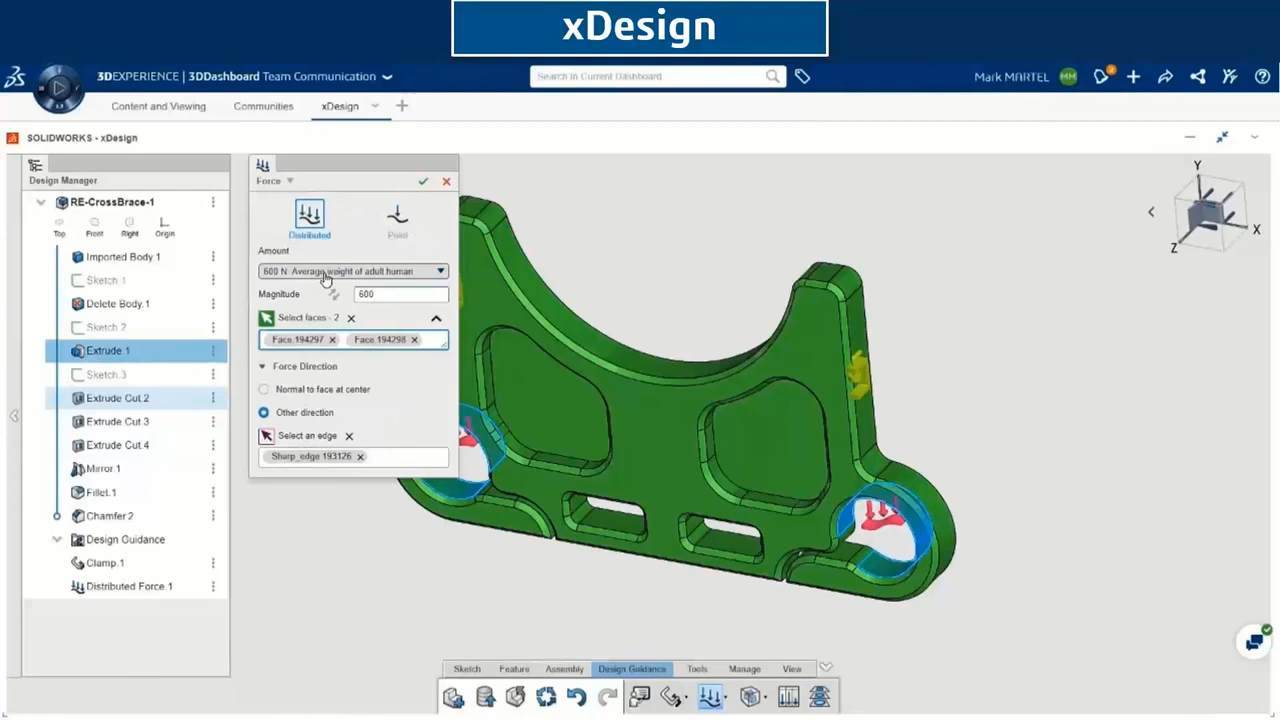 xDesign
3DEXPERIENCE | 3DDashboard Team Communication
Search in Current Dashboard
Mark MARTEL
MM
Content and Viewing
Communities
xDesign
SOLIDWORKS - xDesign
Design Manager
RE-CrossBrace-1
Top
Front
Right
Origin
Imported Body 1
Sketch 1
Delete Body.1
Sketch 2
Extrude.1
Sketch.3
Extrude Cut.2
Extrude Cut.3
Extrude Cut.4
Mirror.1
Fillet.1
Chamfer 2
Design Guidance
Clamp.1
Distributed Force 1
Force
Distributed
Point
Amount
600 N Average weight of adult human
Magnitude
600
Select faces - 2
Face 194297
Face 194298
Force Direction
Normal to face at center
Other direction
Select an edge
Sharp_edge 193126
Y
X
Z
Sketch
Feature
Assembly
Design Guidance
Tools
Manage
View